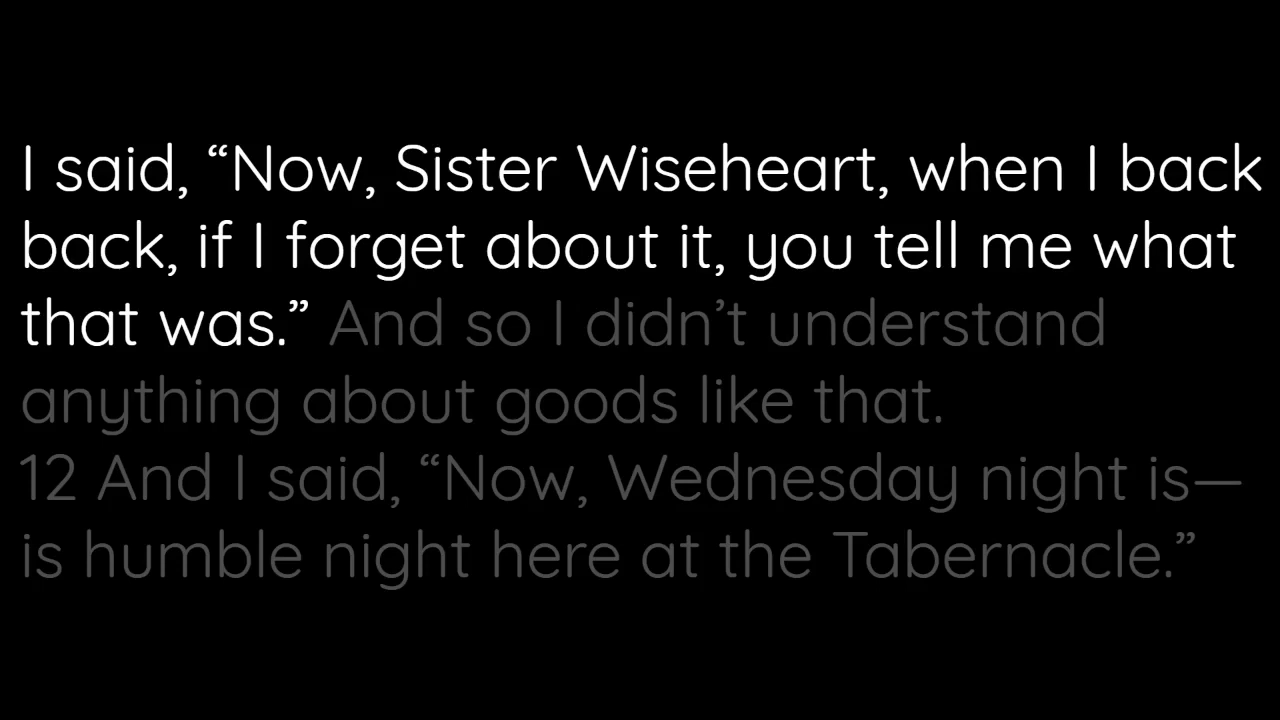 I said, “Now, Sister Wiseheart, when I back
back, if I forget about it, you tell me what
that was.” And so I didn’t understand
anything about goods like that.
12 And I said, “Now, Wednesday night is—
is humble night here at the Tabernacle.”